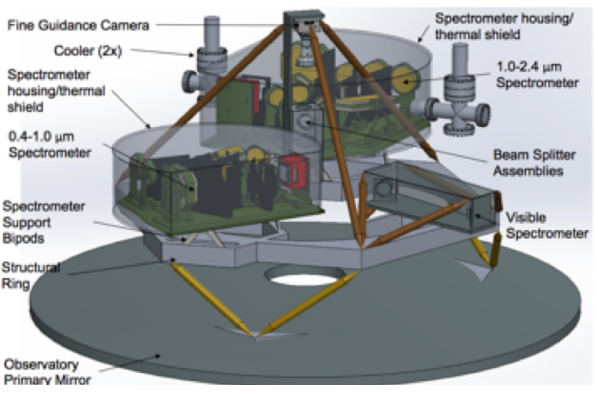 Fine Guidance Camera
Cooler (2x)
Spectrometer
housing/thermal
shield
0.4-1.0 μm
Spectrometer
Spectrometer
Support
Bipods
Structural
Ring
Observatory
Primary Mirror
Spectrometer housing/
thermal shield
1.0-2.4 μm
Spectrometer
Beam Splitter
Assemblies
Visible
Spectrometer